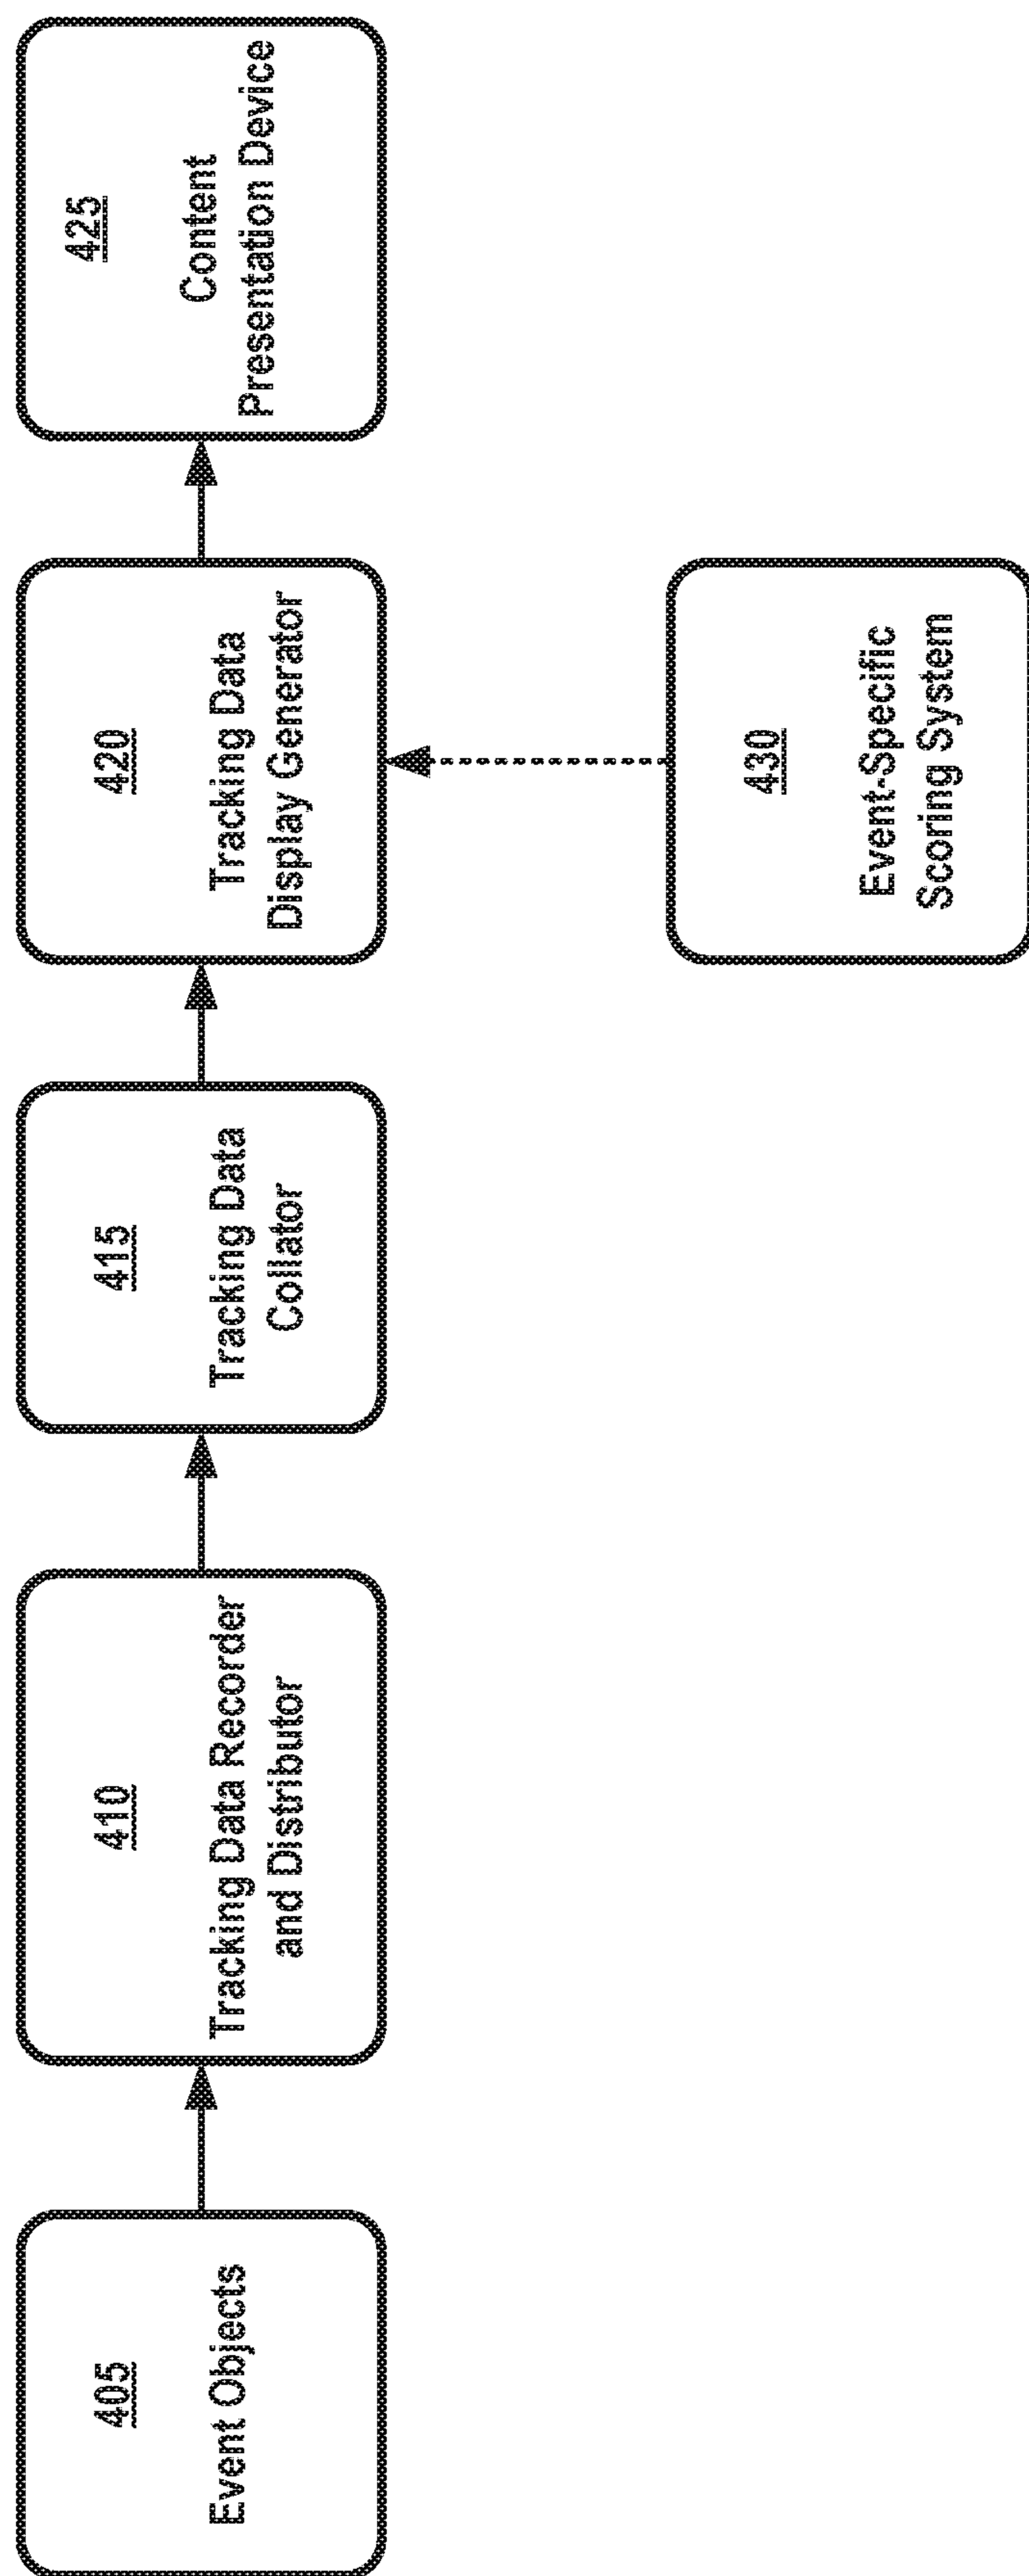 405
Event Objects
410
Tracking Data Recorder
and Distributor
415
Tracking Data
Collator
420
Tracking Data
Display Generator
425
Content
Presentation Device
430
Event-Specific
Scoring System